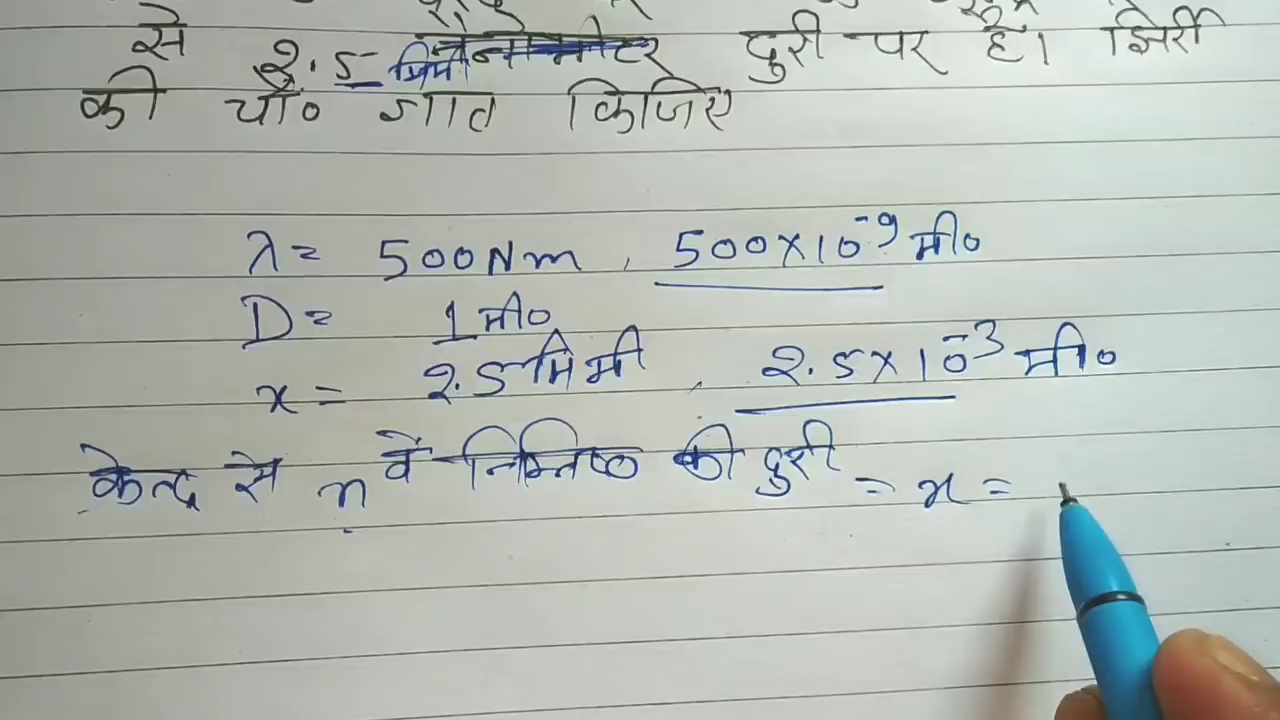 से 2.5 मिमी दुरी पर है। झिर्री
की चौ० ज्ञात किजिए
λ= 500Nm, 500×10⁻⁹ मी०
D= 1 मी०
x= 2.5 मिमी, 2.5×10⁻³ मी०
केन्द्र से n वें निम्निष्ठ की दुरी = x =